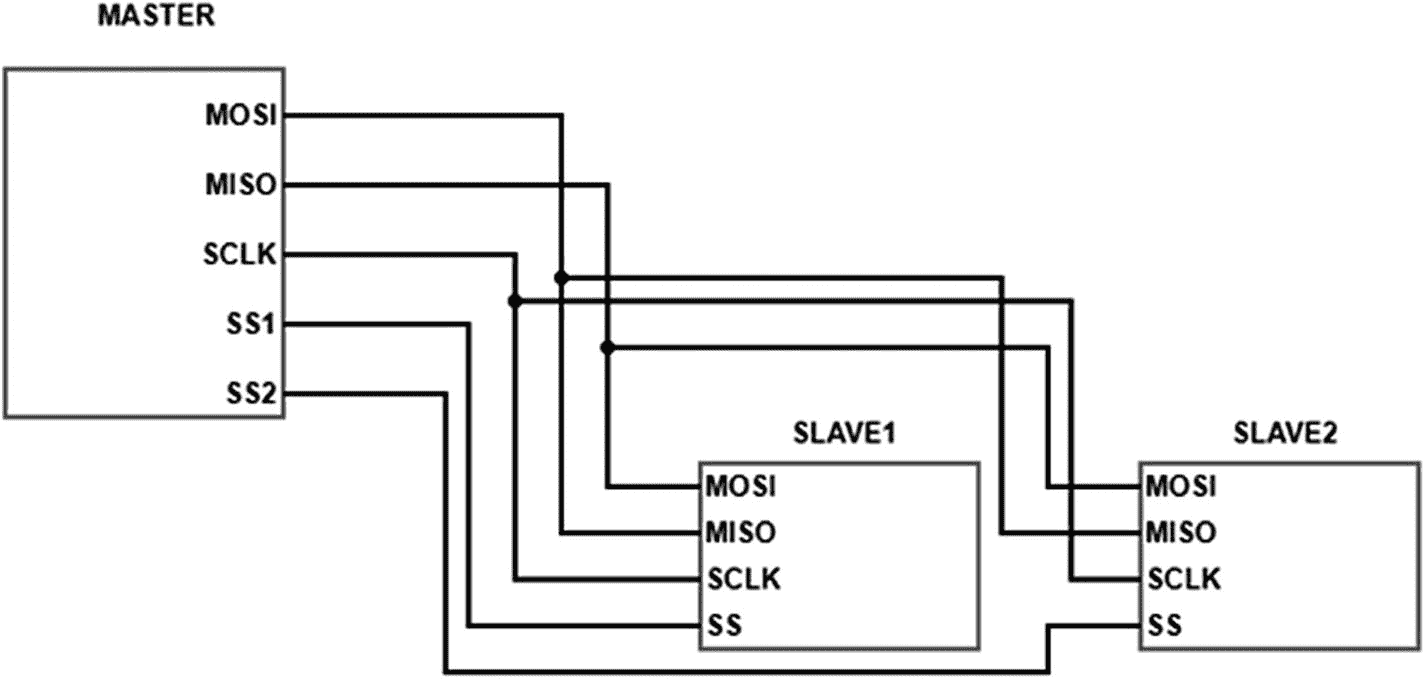 MASTER
MOSI
MISO
SCLK
SS1
SS2
SLAVE1
MOSI
MISO
SCLK
SS
SLAVE2
MOSI
MISO
SCLK
SS